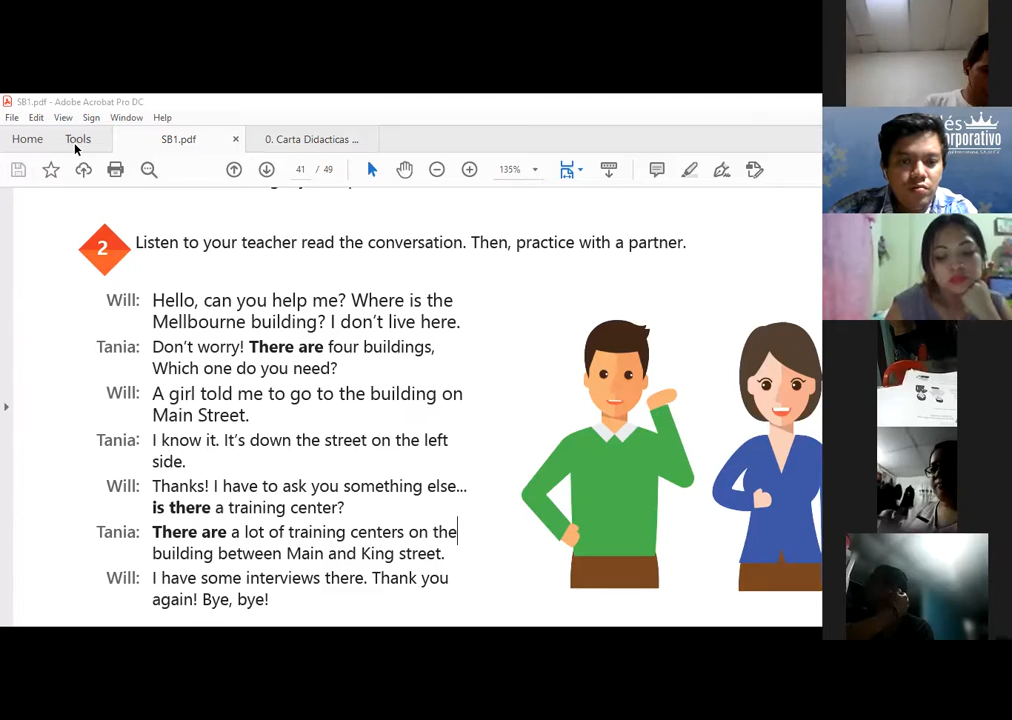 SB1.pdf - Adobe Acrobat Pro DC
File Edit View Sign Window Help
Home Tools SB1.pdf × 0. Carta Didacticas ...
41 / 49 135%
2 Listen to your teacher read the conversation. Then, practice with a partner.
Will: Hello, can you help me? Where is the
Mellbourne building? I don't live here.
Tania: Don't worry! There are four buildings,
Which one do you need?
Will: A girl told me to go to the building on
Main Street.
Tania: I know it. It's down the street on the left
side.
Will: Thanks! I have to ask you something else...
is there a training center?
Tania: There are a lot of training centers on the
building between Main and King street.
Will: I have some interviews there. Thank you
again! Bye, bye!